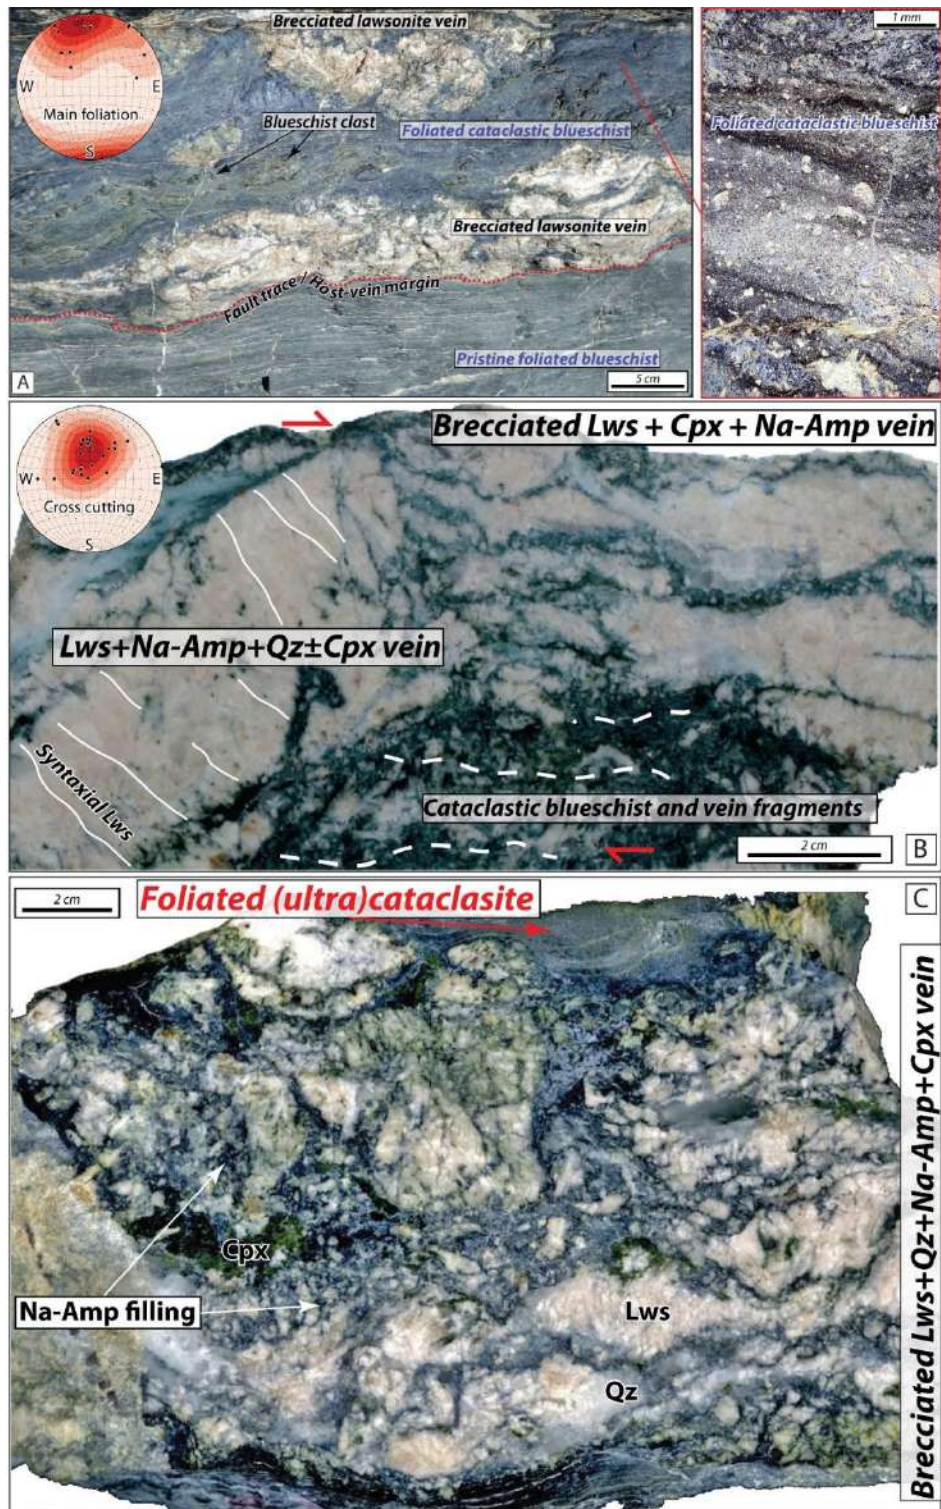 Brecciated lawsonite vein
1 mm
W
E
Main foliation
S
Blueschist clast
Foliated cataclastic blueschist
Foliated cataclastic blueschist
Brecciated lawsonite vein
Fault trace / Host-vein margin
Pristine foliated blueschist
A
5 cm
Brecciated Lws + Cpx + Na-Amp vein
W
E
Cross cutting
S
Lws+Na-Amp+Qz±Cpx vein
Syntaxial Lws
Cataclastic blueschist and vein fragments
2 cm
B
2 cm
Foliated (ultra)cataclasite
C
Cpx
Na-Amp filling
Lws
Qz
Brecciated Lws+Qz+Na-Amp+Cpx vein